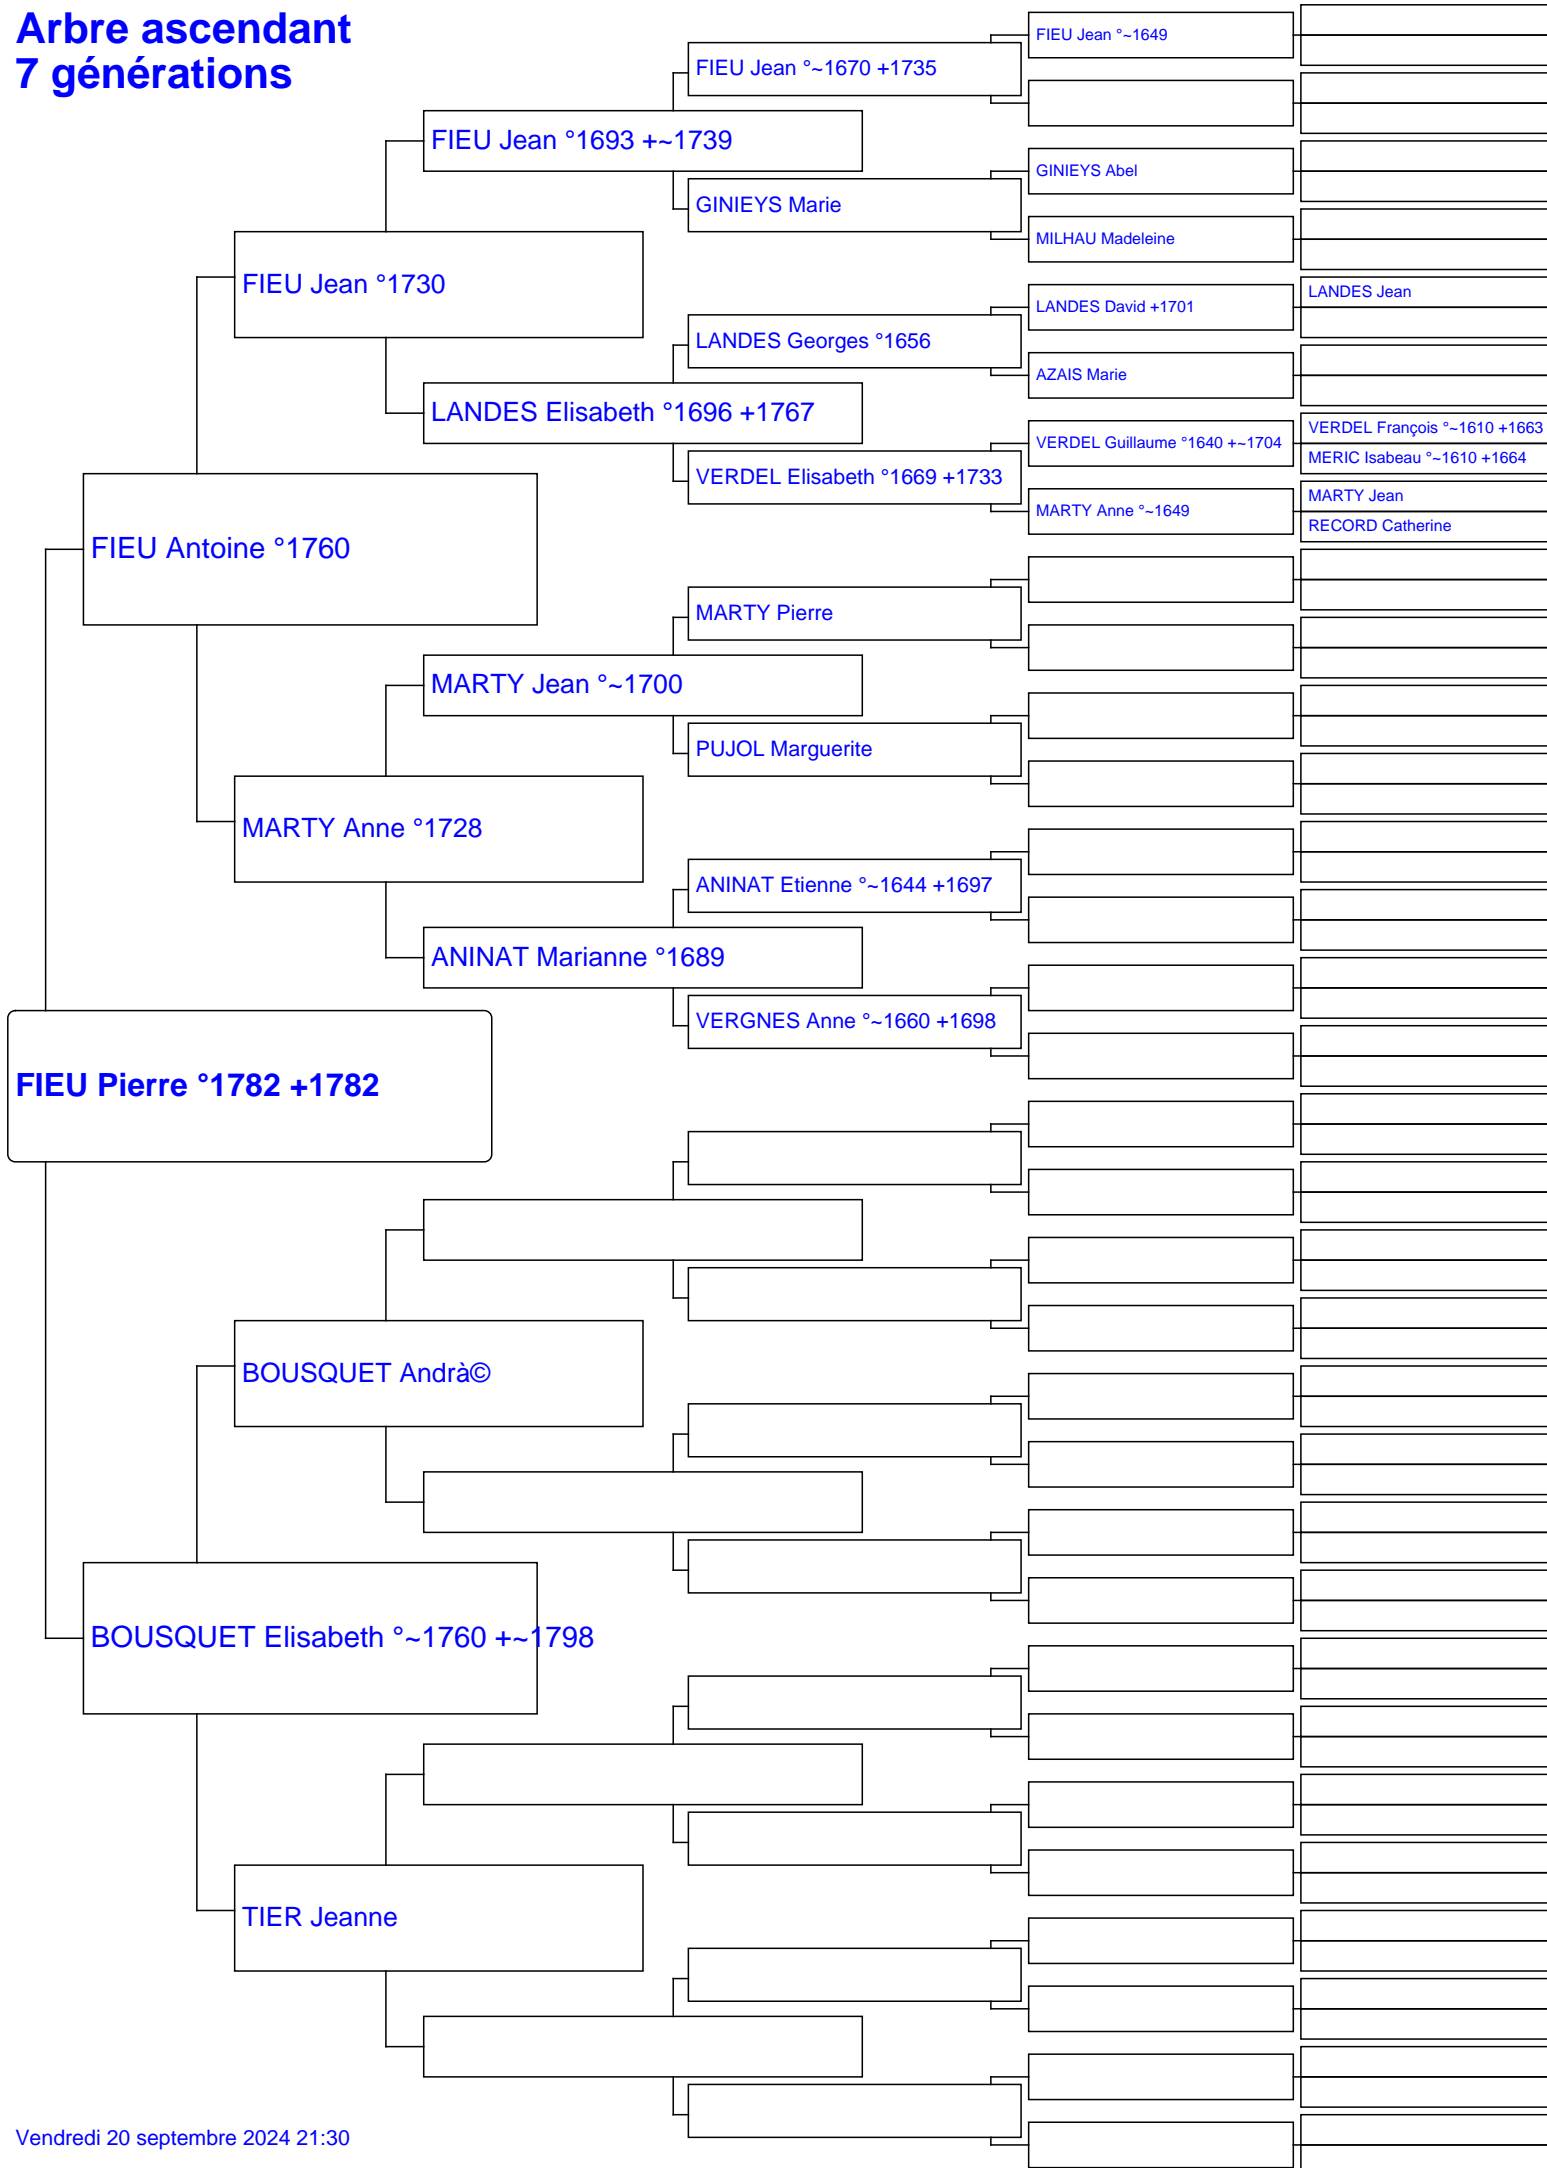 Arbre ascendant
7 générations
FIEU Jean °~1649
FIEU Jean °~1670 +1735
FIEU Jean °1693 +~1739
GINIEYS Abel
GINIEYS Marie
MILHAU Madeleine
FIEU Jean °1730
LANDES Jean
LANDES David +1701
LANDES Georges °1656
AZAIS Marie
LANDES Elisabeth °1696 +1767
VERDEL François °~1610 +1663
VERDEL Guillaume °1640 +~1704
MERIC Isabeau °~1610 +1664
VERDEL Elisabeth °1669 +1733
MARTY Jean
MARTY Anne °~1649
RECORD Catherine
FIEU Antoine °1760
MARTY Pierre
MARTY Jean °~1700
PUJOL Marguerite
MARTY Anne °1728
ANINAT Etienne °~1644 +1697
ANINAT Marianne °1689
VERGNES Anne °~1660 +1698
FIEU Pierre °1782 +1782
BOUSQUET Andrà©
BOUSQUET Elisabeth °~1760 +~1798
TIER Jeanne
Vendredi 20 septembre 2024 21:30